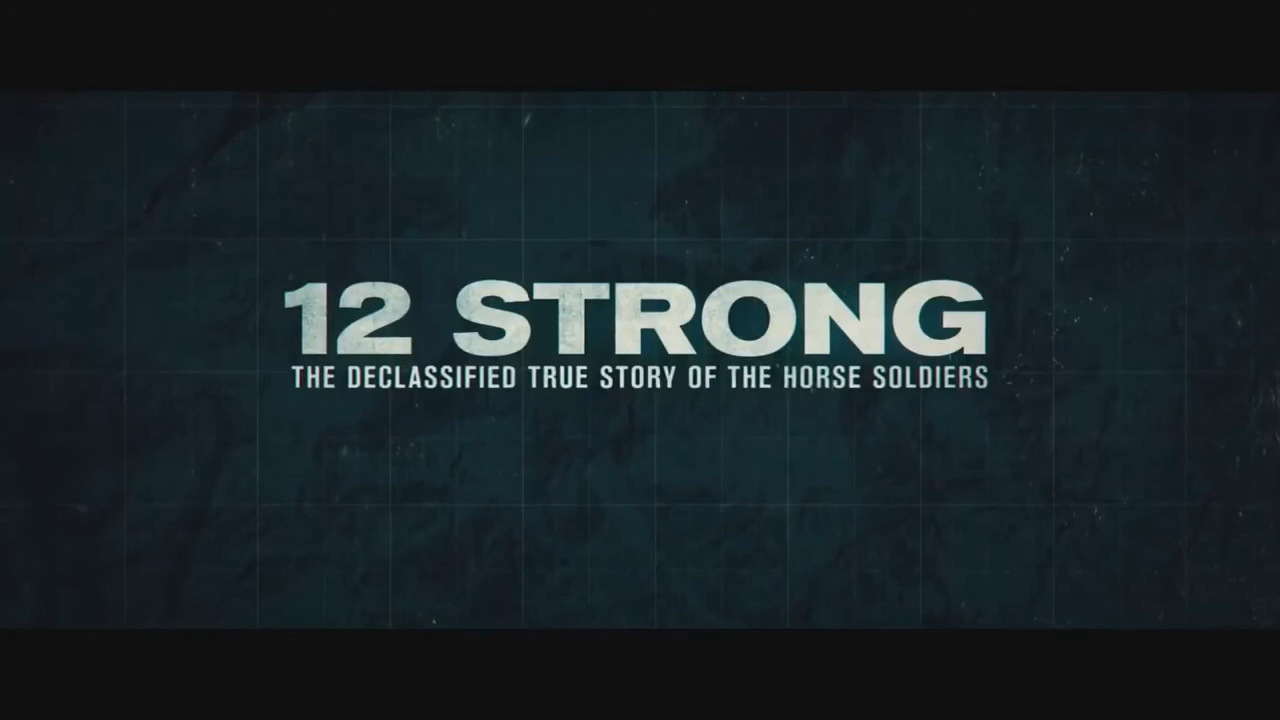 12 STRONG
THE DECLASSIFIED TRUE STORY OF THE HORSE SOLDIERS